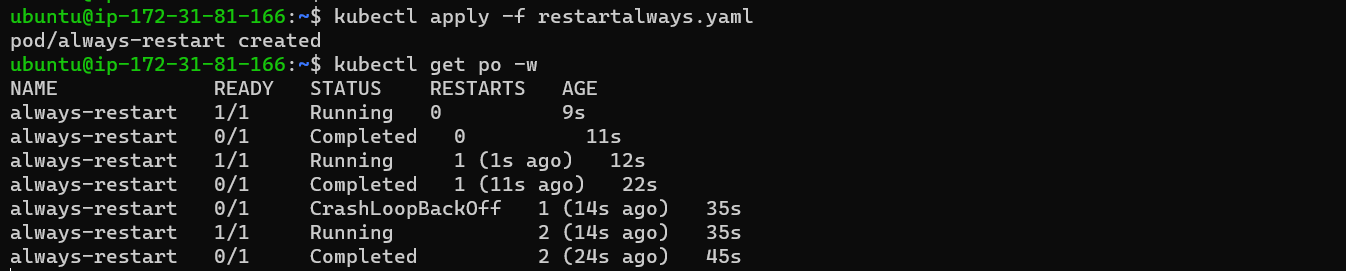 ubuntu@ip-172-31-81-166:~$ kubectl apply -f restartalways.yaml
pod/always-restart created
ubuntu@ip-172-31-81-166:~$ kubectl get po -w
NAME             READY   STATUS    RESTARTS   AGE
always-restart   1/1     Running   0          9s
always-restart   0/1     Completed   0          11s
always-restart   1/1     Running     1 (1s ago)   12s
always-restart   0/1     Completed   1 (11s ago)   22s
always-restart   0/1     CrashLoopBackOff   1 (14s ago)   35s
always-restart   1/1     Running            2 (14s ago)   35s
always-restart   0/1     Completed          2 (24s ago)   45s